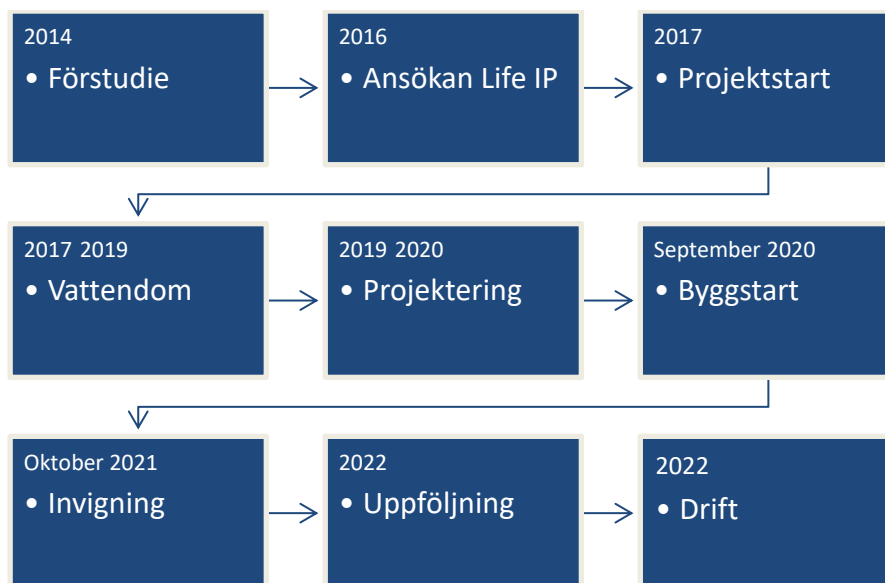 2014
• Förstudie
2016
• Ansökan Life IP
2017
• Projektstart
2017 2019
• Vattendom
2019 2020
• Projektering
September 2020
• Byggstart
Oktober 2021
• Invigning
2022
• Uppföljning
2022
• Drift